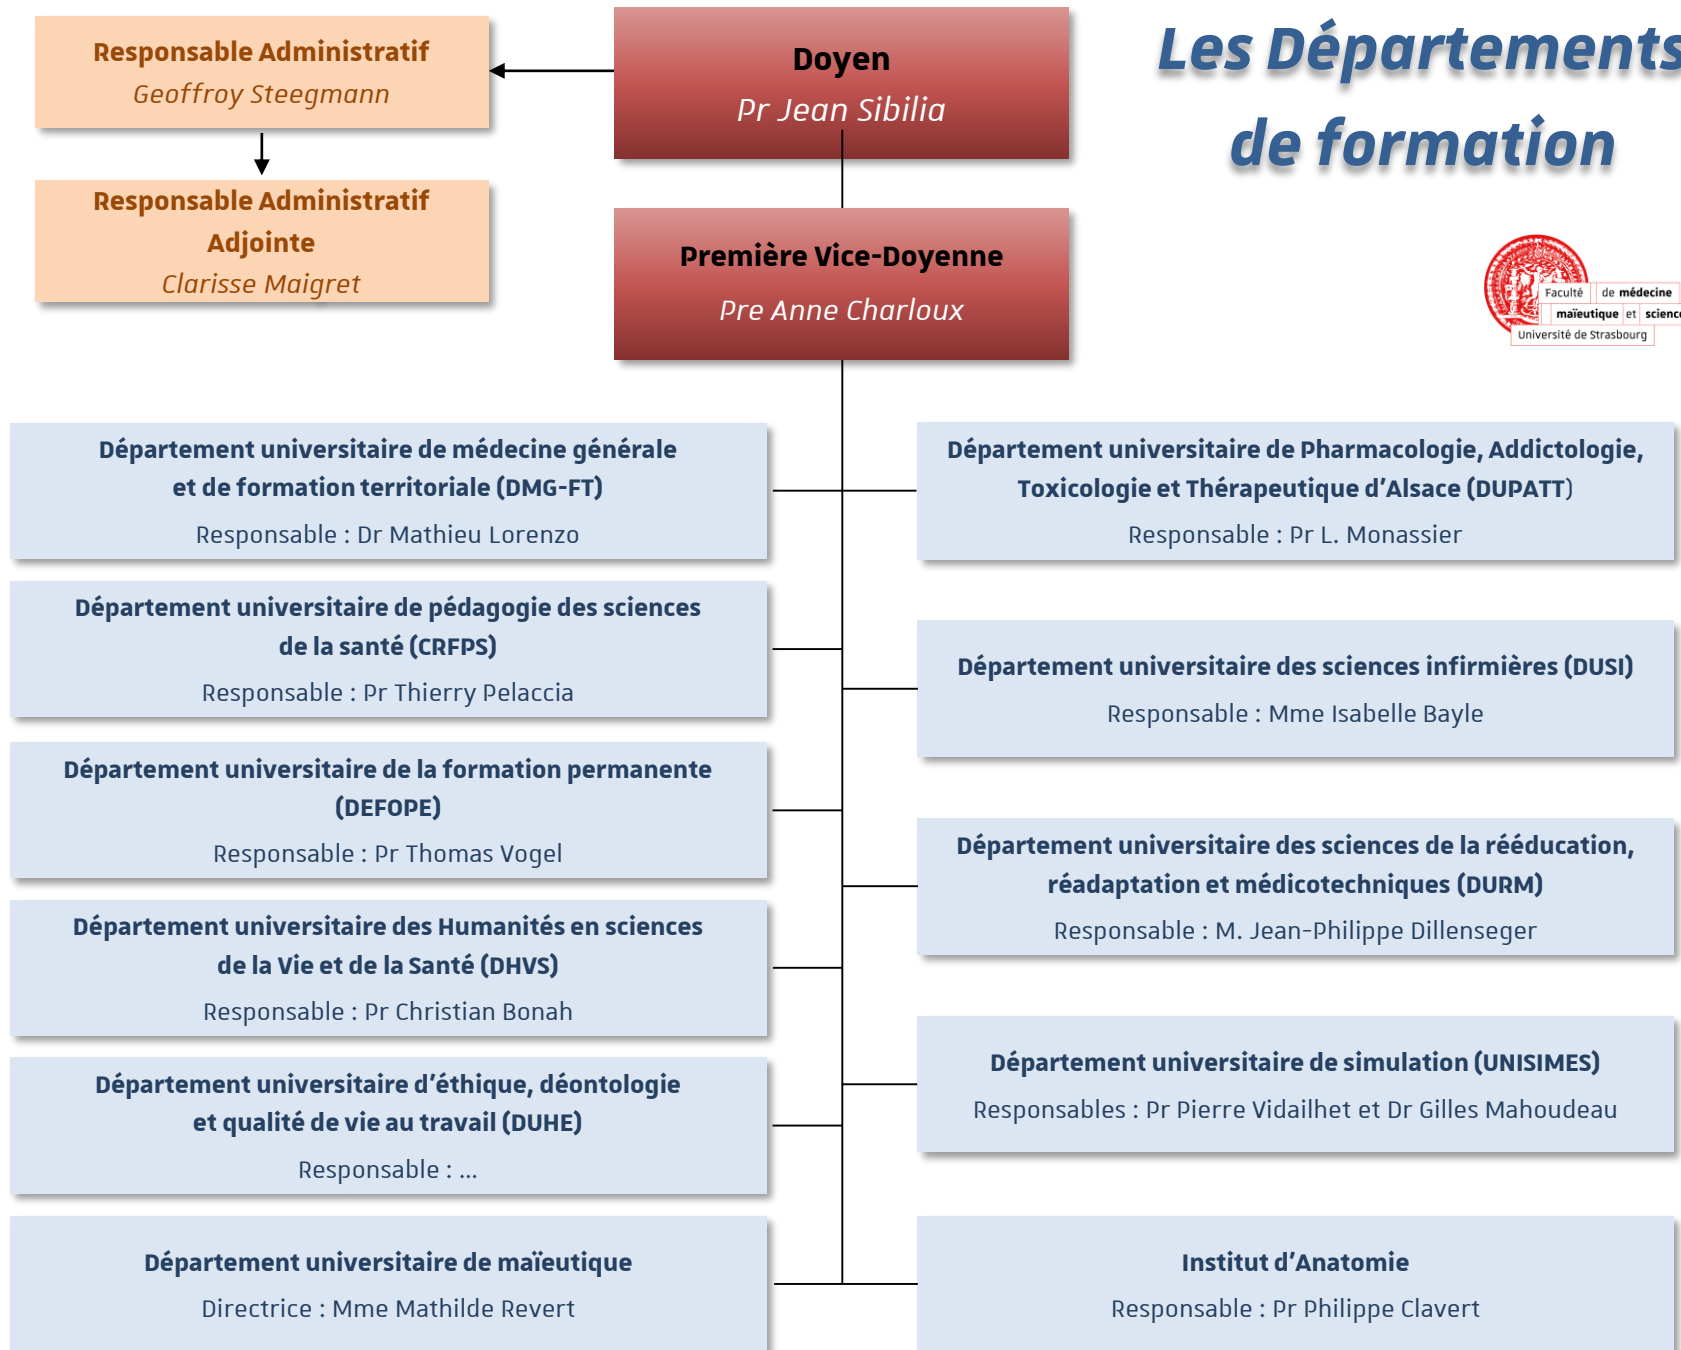 Les Départements
de formation
Responsable Administratif
Geoffroy Steegmann
Doyen
Pr Jean Sibilia
Responsable Administratif
Adjointe
Clarisse Maigret
Première Vice-Doyenne
Pre Anne Charloux
Faculté de médecine
maïeutique et science
Université de Strasbourg
Département universitaire de médecine générale
et de formation territoriale (DMG-FT)
Responsable : Dr Mathieu Lorenzo
Département universitaire de pédagogie des sciences
de la santé (CRFPS)
Responsable : Pr Thierry Pelaccia
Département universitaire de la formation permanente
(DEFOPE)
Responsable : Pr Thomas Vogel
Département universitaire des Humanités en sciences
de la Vie et de la Santé (DHVS)
Responsable : Pr Christian Bonah
Département universitaire d'éthique, déontologie
et qualité de vie au travail (DUHE)
Responsable : ...
Département universitaire de maïeutique
Directrice : Mme Mathilde Revert
Département universitaire de Pharmacologie, Addictologie,
Toxicologie et Thérapeutique d'Alsace (DUPATT)
Responsable : Pr L. Monassier
Département universitaire des sciences infirmières (DUSI)
Responsable : Mme Isabelle Bayle
Département universitaire des sciences de la rééducation,
réadaptation et médicotechniques (DURM)
Responsable : M. Jean-Philippe Dillenseger
Département universitaire de simulation (UNISIMES)
Responsables : Pr Pierre Vidailhet et Dr Gilles Mahoudeau
Institut d'Anatomie
Responsable : Pr Philippe Clavert